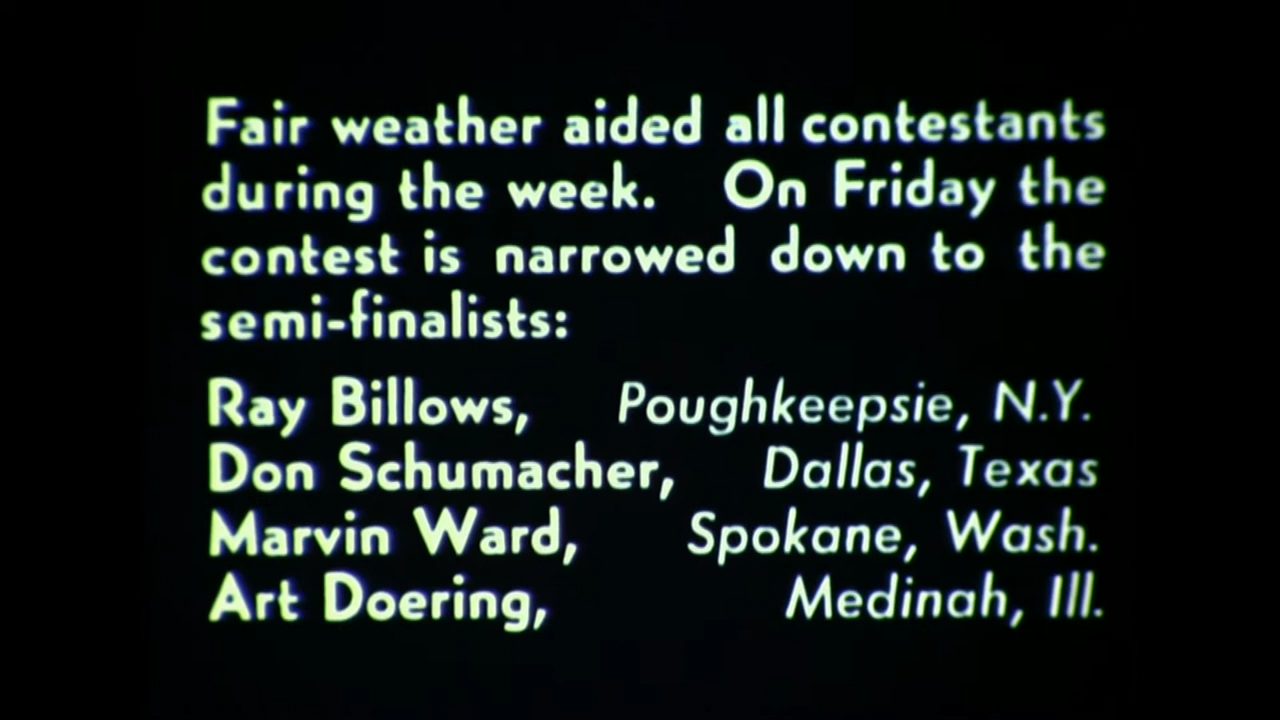 Fair weather aided all contestants
during the week. On Friday the
contest is narrowed down to the
semi-finalists:
Ray Billows, Poughkeepsie, N.Y.
Don Schumacher, Dallas, Texas
Marvin Ward, Spokane, Wash.
Art Doering, Medinah, Ill.